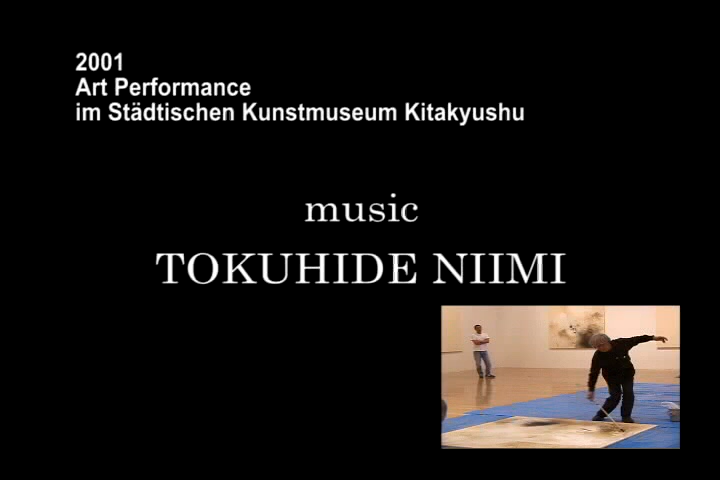 2001
Art Performance
im Städtischen Kunstmuseum Kitakyushu
music
TOKUHIDE NIIMI